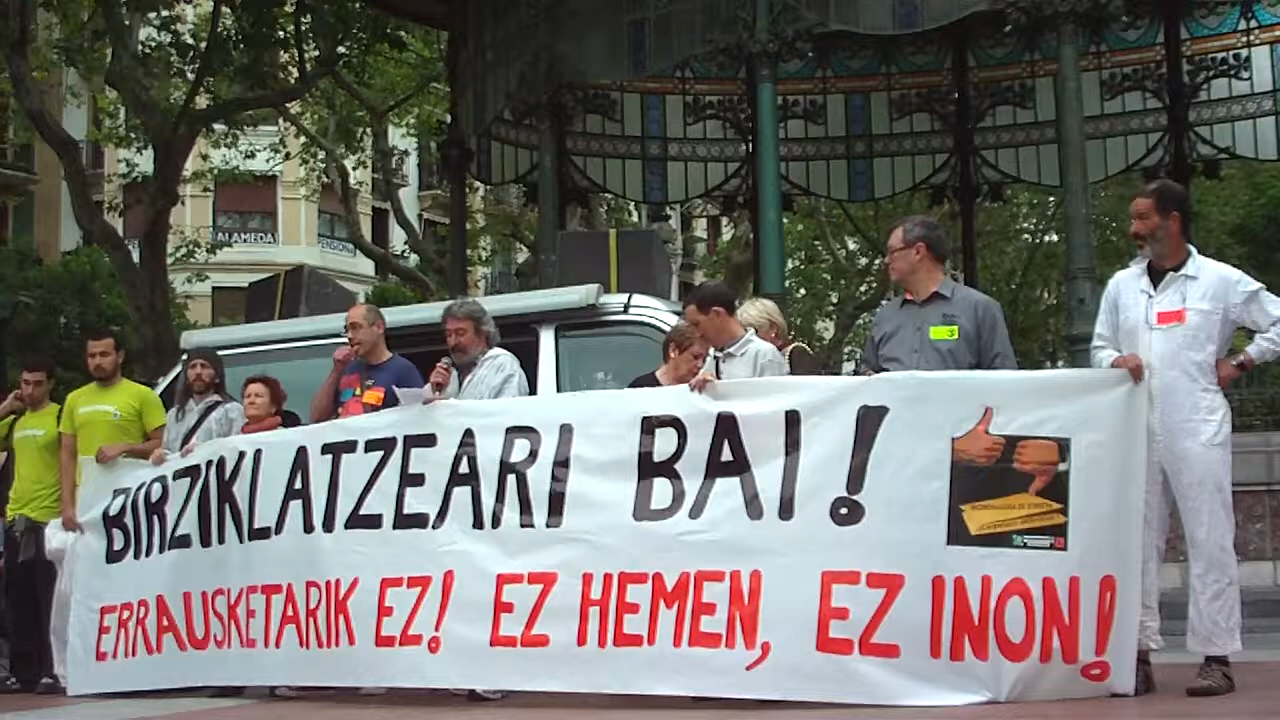 ALAMEDA
PENSION
BIRZIKLATZEARI BAI!
ERRAUSKETARIK EZ! EZ HEMEN, EZ INON!